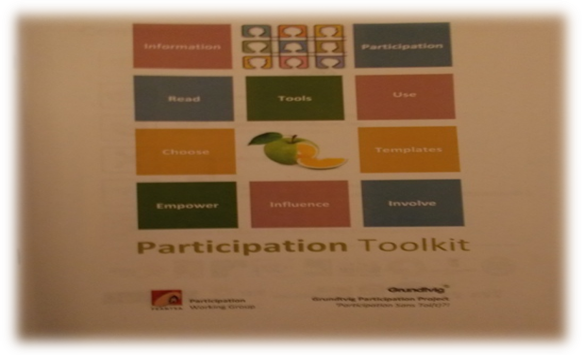 Information
Participation
Read
Tools
Use
Choose
Templates
Empower
Influence
Involve
Participation Toolkit
Participation
Working Group
Grundtvig
Grundtvig Participation Project